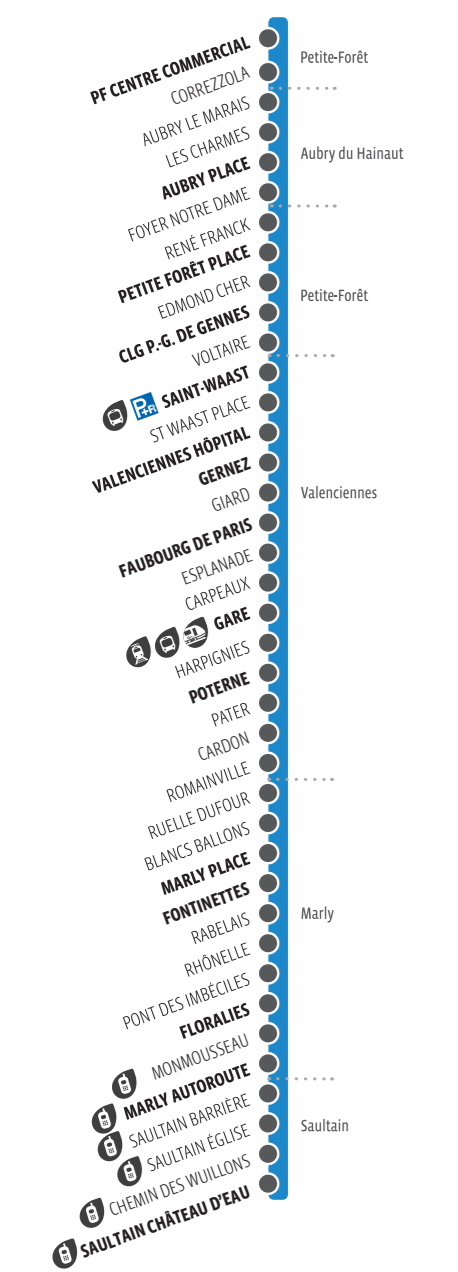 PF CENTRE COMMERCIAL
Petite-Forêt
CORREZZOLA
AUBRY LE MARAIS
LES CHARMES
Aubry du Hainaut
AUBRY PLACE
FOYER NOTRE DAME
RENÉ FRANCK
PETITE FORÊT PLACE
EDMOND CHER
Petite-Forêt
CLG P.-G. DE GENNES
VOLTAIRE
P+R SAINT-WAAST
ST WAAST PLACE
VALENCIENNES HÔPITAL
GERNEZ
GIARD
Valenciennes
FAUBOURG DE PARIS
ESPLANADE
CARPEAUX
GARE
HARPIGNIES
POTERNE
PATER
CARDON
ROMAINVILLE
RUELLE DUFOUR
BLANCS BALLONS
MARLY PLACE
FONTINETTES
RABELAIS
Marly
RHÔNELLE
PONT DES IMBÉCILES
FLORALIES
MONMOUSSEAU
MARLY AUTOROUTE
SAULTAIN BARRIÈRE
SAULTAIN ÉGLISE
Saultain
CHEMIN DES WUILLONS
SAULTAIN CHÂTEAU D'EAU